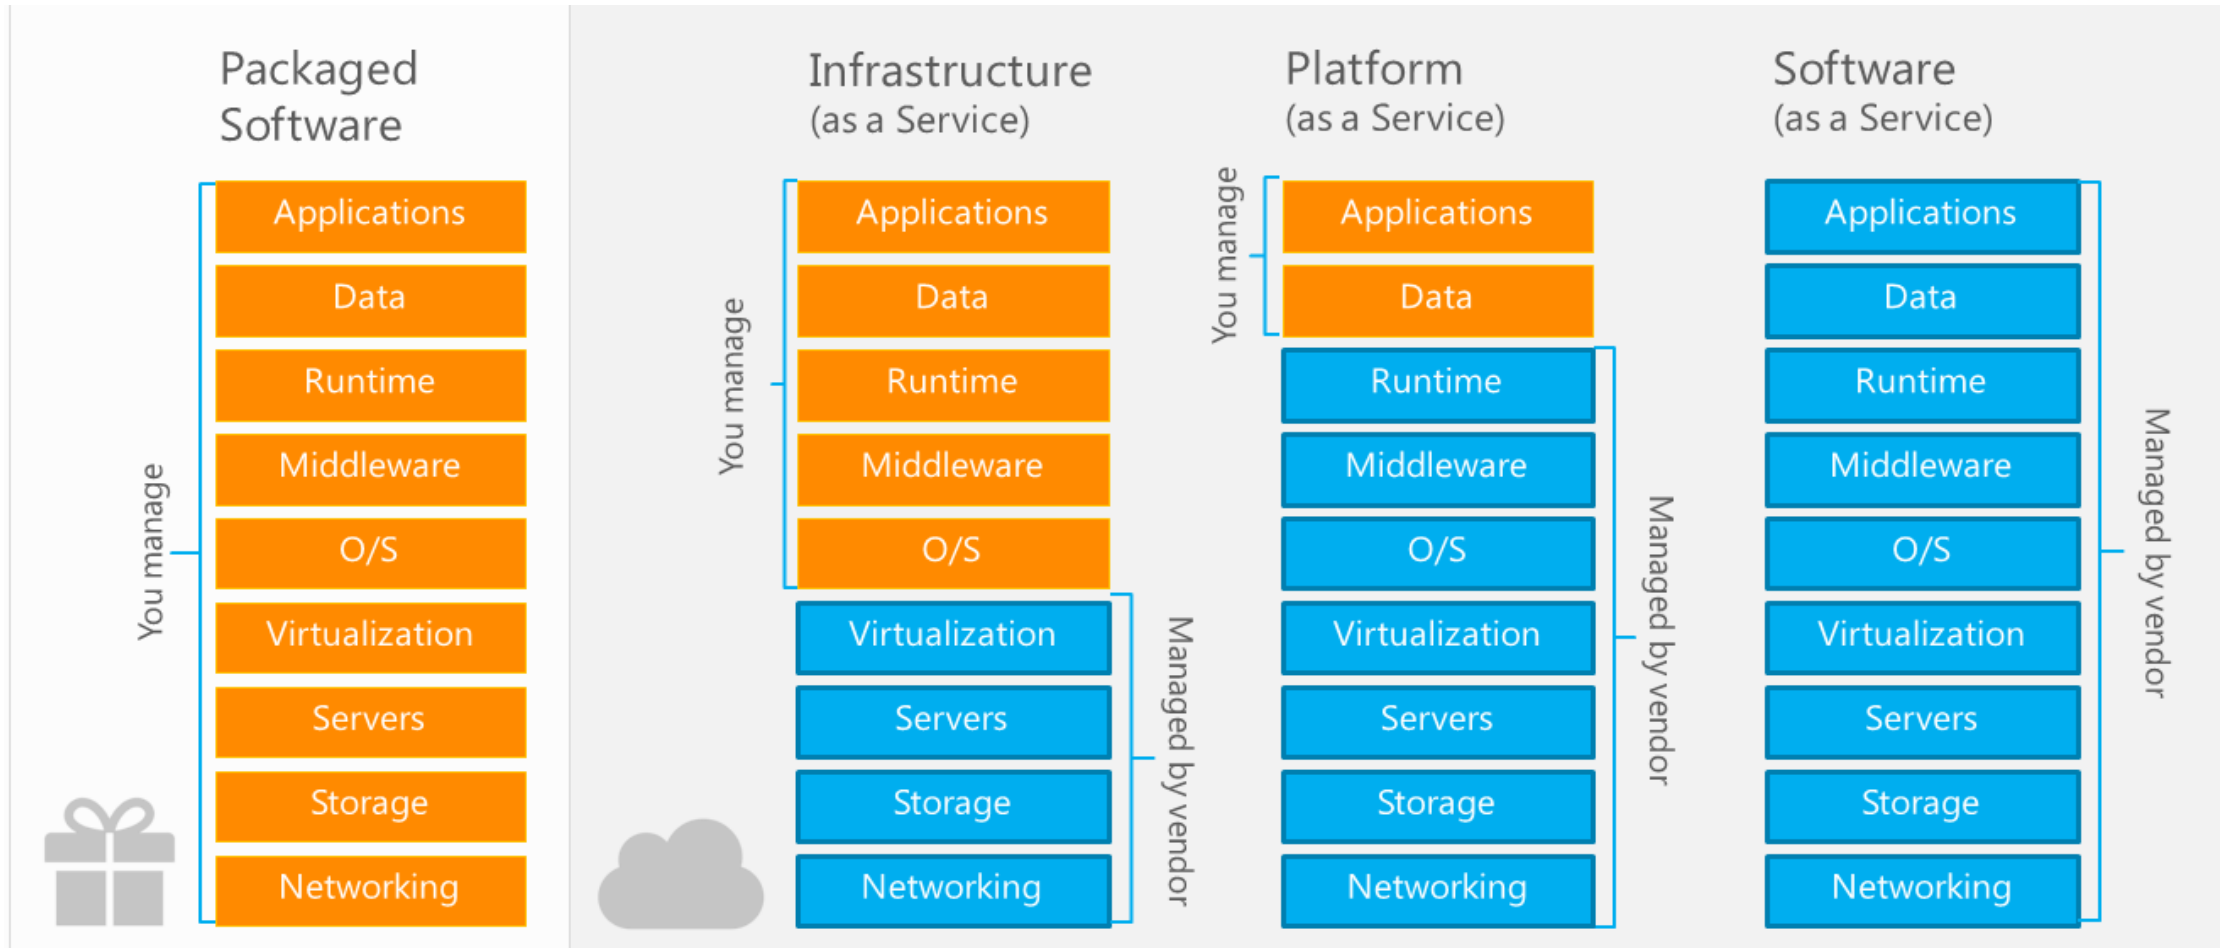 Packaged
Software
You manage
Applications
Data
Runtime
Middleware
O/S
Virtualization
Servers
Storage
Networking
Infrastructure
(as a Service)
You manage
Applications
Data
Runtime
Middleware
O/S
Virtualization
Servers
Storage
Networking
Managed by vendor
Platform
(as a Service)
You manage
Applications
Data
Runtime
Middleware
O/S
Virtualization
Servers
Storage
Networking
Managed by vendor
Software
(as a Service)
Applications
Data
Runtime
Middleware
O/S
Virtualization
Servers
Storage
Networking
Managed by vendor